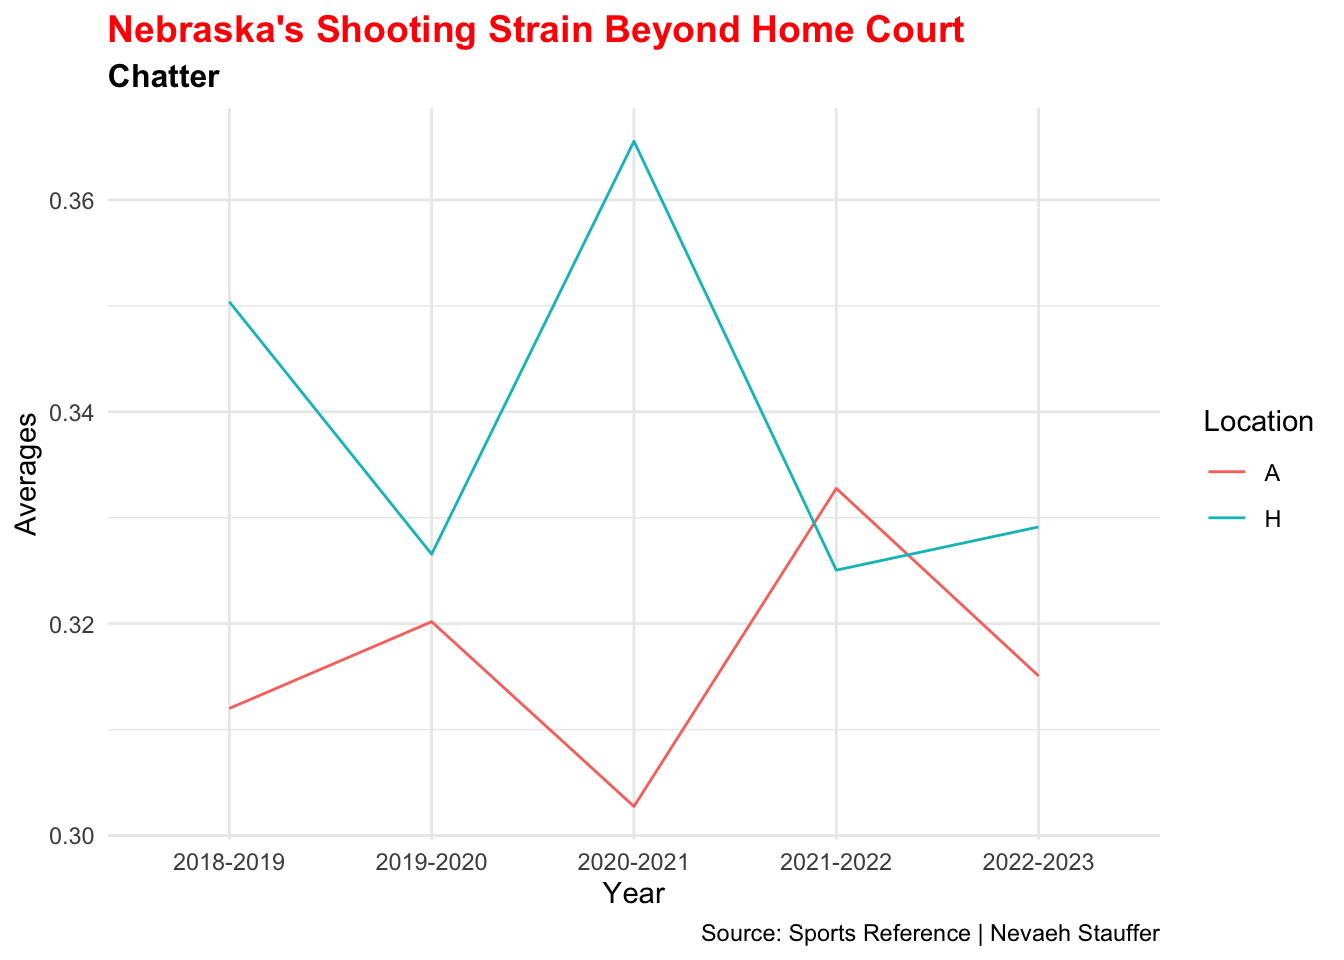 Nebraska's Shooting Strain Beyond Home Court
Chatter
0.36
0.34
0.32
0.30
Averages
2018-2019 2019-2020 2020-2021 2021-2022 2022-2023
Year
Location
A
H
Source: Sports Reference | Nevaeh Stauffer